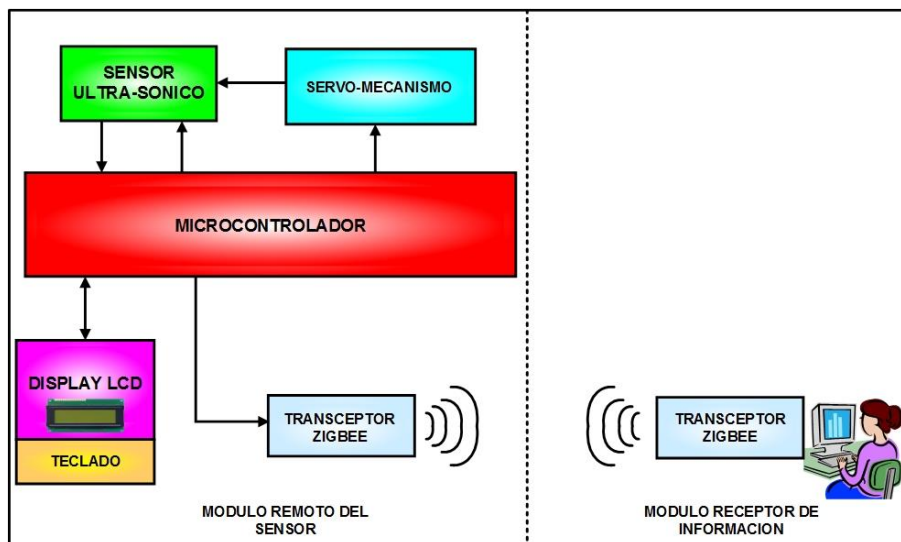 SENSOR
ULTRA-SONICO
SERVO-MECANISMO
MICROCONTROLADOR
DISPLAY LCD
TECLADO
TRANSCEPTOR
ZIGBEE
TRANSCEPTOR
ZIGBEE
MODULO REMOTO DEL
SENSOR
MODULO RECEPTOR DE
INFORMACION